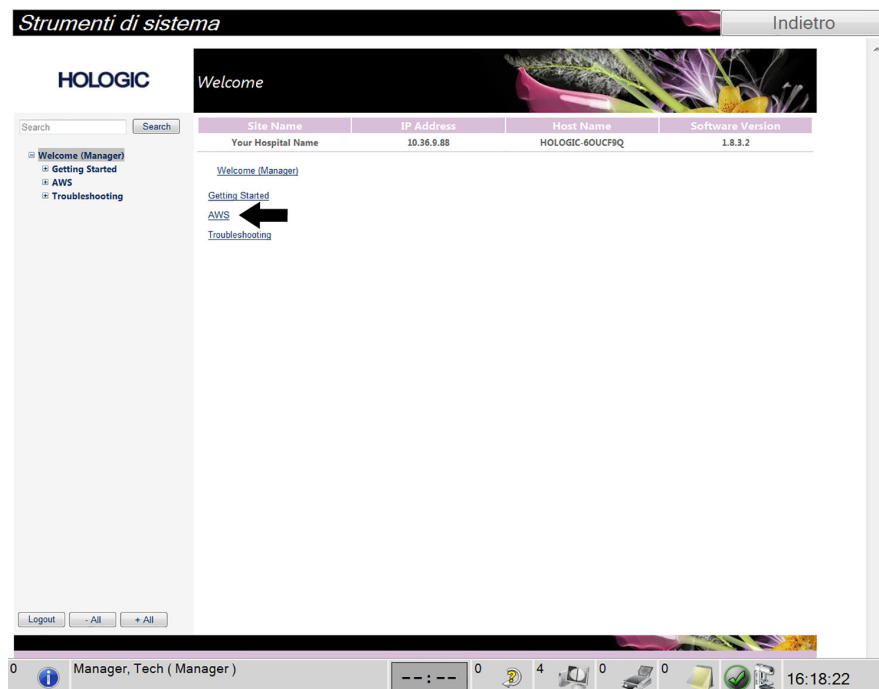 Strumenti di sistema
Indietro
HOLOGIC
Welcome
Search
Search
Site Name IP Address Host Name Software Version
Your Hospital Name 10.36.9.88 HOLOGIC-6OUCF9Q 1.8.3.2
Welcome (Manager)
Getting Started
AWS
Troubleshooting
Welcome (Manager)
Getting Started
AWS
Troubleshooting
Logout - All + All
0 Manager, Tech ( Manager ) --:-- 0 4 0 0 16:18:22